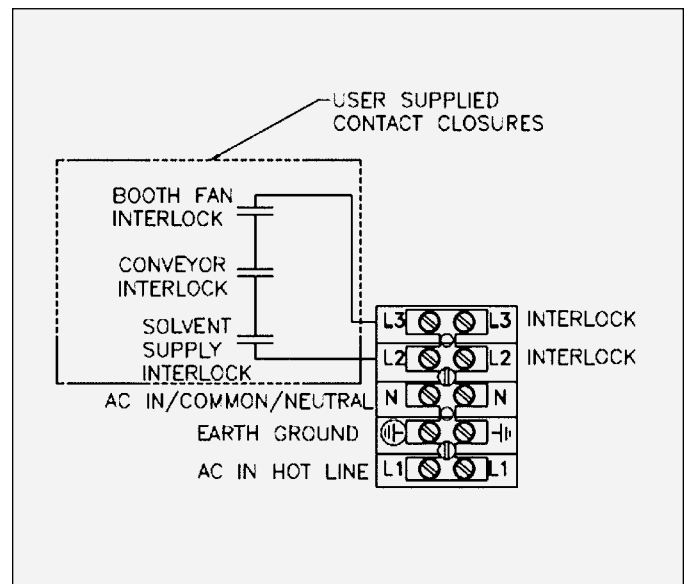 USER SUPPLIED
CONTACT CLOSURES
BOOTH FAN
INTERLOCK
CONVEYOR
INTERLOCK
SOLVENT
SUPPLY
INTERLOCK
L3 L3 INTERLOCK
L2 L2 INTERLOCK
AC IN/COMMON/NEUTRAL N N
EARTH GROUND
AC IN HOT LINE L1 L1